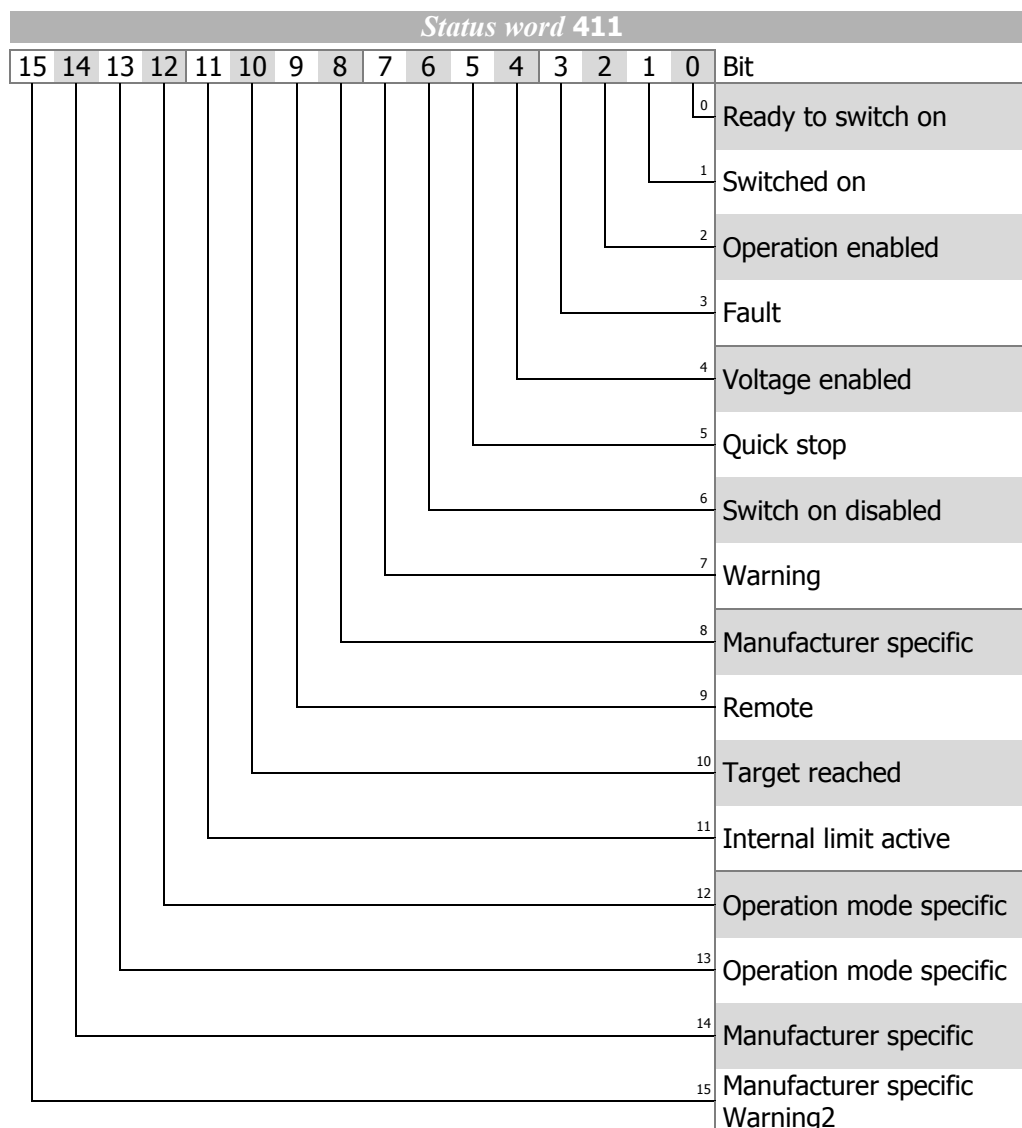 Status word 411
15 14 13 12 11 10 9 8 7 6 5 4 3 2 1 0 Bit
0 Ready to switch on
1 Switched on
2 Operation enabled
3 Fault
4 Voltage enabled
5 Quick stop
6 Switch on disabled
7 Warning
8 Manufacturer specific
9 Remote
10 Target reached
11 Internal limit active
12 Operation mode specific
13 Operation mode specific
14 Manufacturer specific
15 Manufacturer specific
Warning2